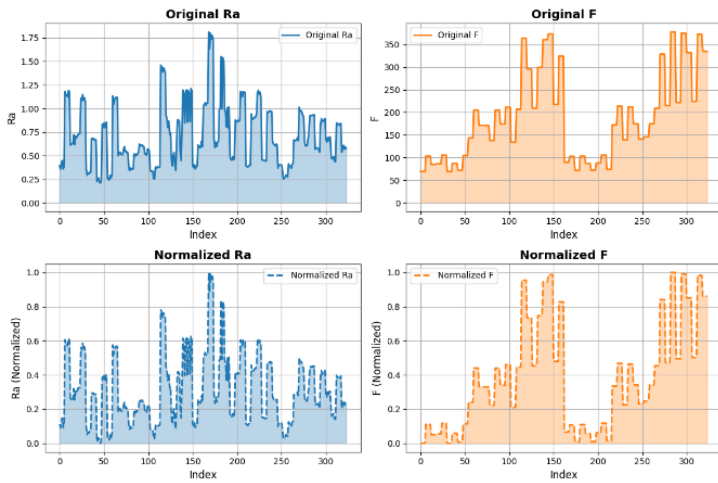 Original Ra
Original Ra
1.75
1.50
1.25
1.00
0.75
0.50
0.25
0.00
Ra
0 50 100 150 200 250 300
Index
Original F
Original F
350
300
250
200
150
100
50
0
F
0 50 100 150 200 250 300
Index
Normalized Ra
Normalized Ra
1.0
0.8
0.6
0.4
0.2
0.0
Ra (Normalized)
0 50 100 150 200 250 300
Index
Normalized F
Normalized F
1.0
0.8
0.6
0.4
0.2
0.0
F (Normalized)
0 50 100 150 200 250 300
Index